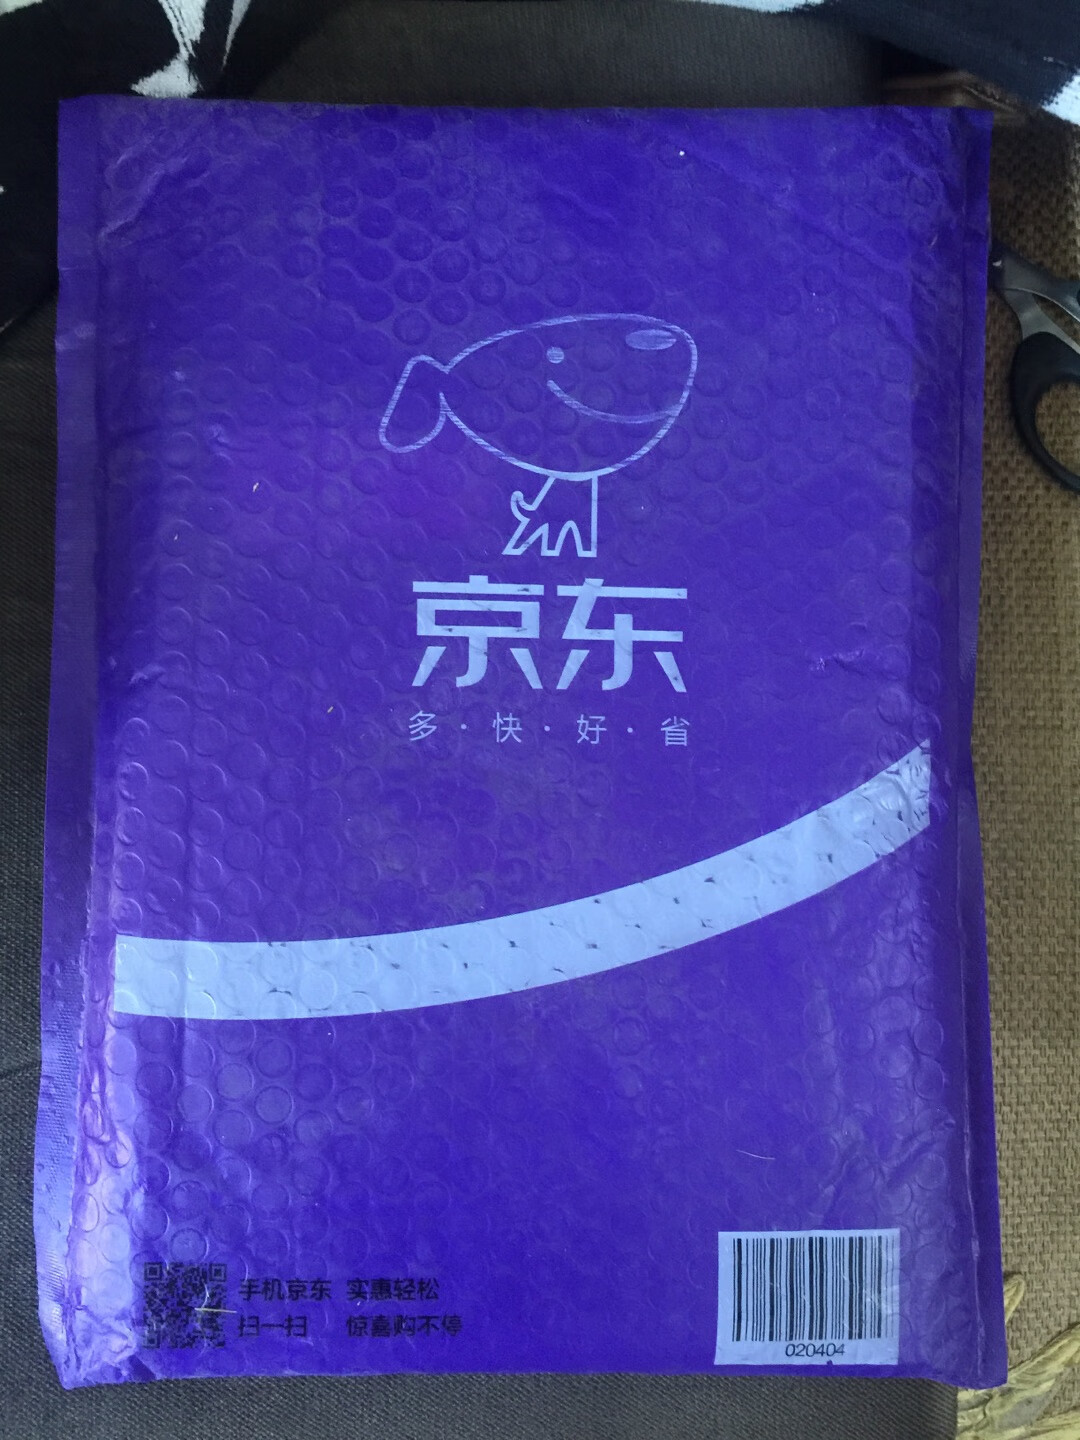 京东
多·快·好·省
手机京东 实惠轻松
扫一扫 惊喜购不停
020404